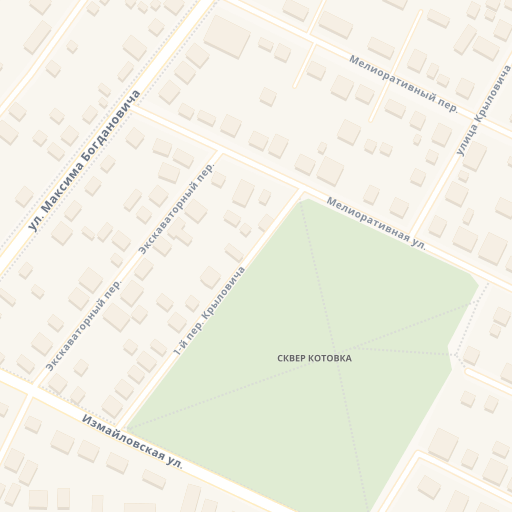 Мелиоративный пер.
улица Крыловича
ул. Максима Богдановича
Экскаваторный пер.
Мелиоративная ул.
Экскаваторный пер.
1-й пер. Крыловича
СКВЕР КОТОВКА
Измайловская ул.